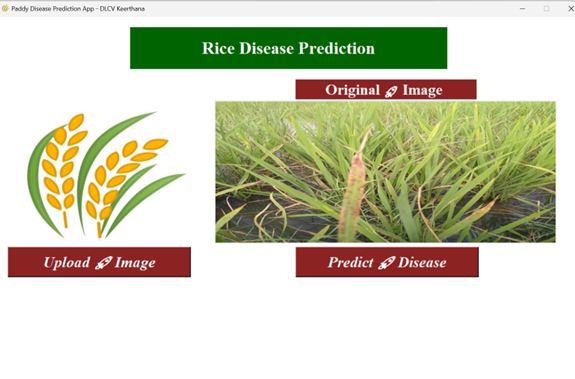 Paddy Disease Prediction App - DLCV Keerthana
Rice Disease Prediction
Original 🚀 Image
Upload 🚀 Image
Predict 🚀 Disease